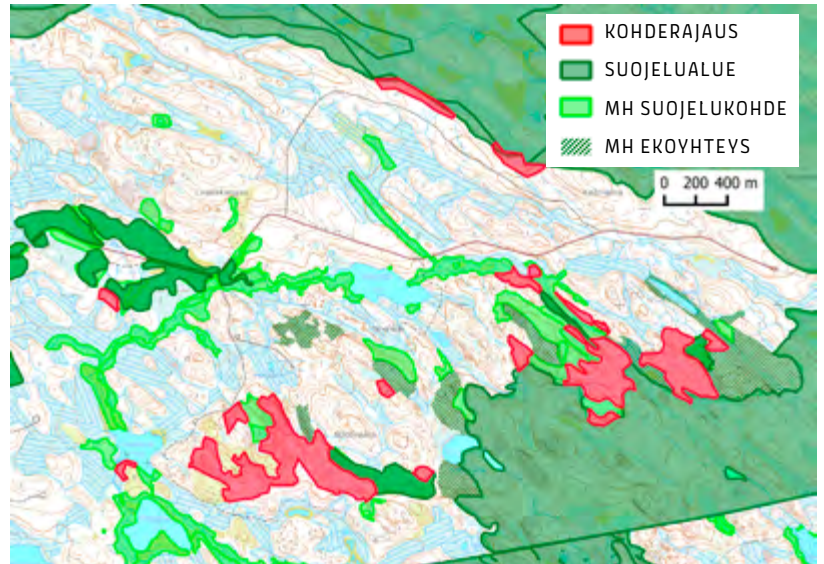 KOHDERAJAUS
SUOJELUALUE
MH SUOJELUKOHDE
MH EKOYHTEYS
0 200 400 m